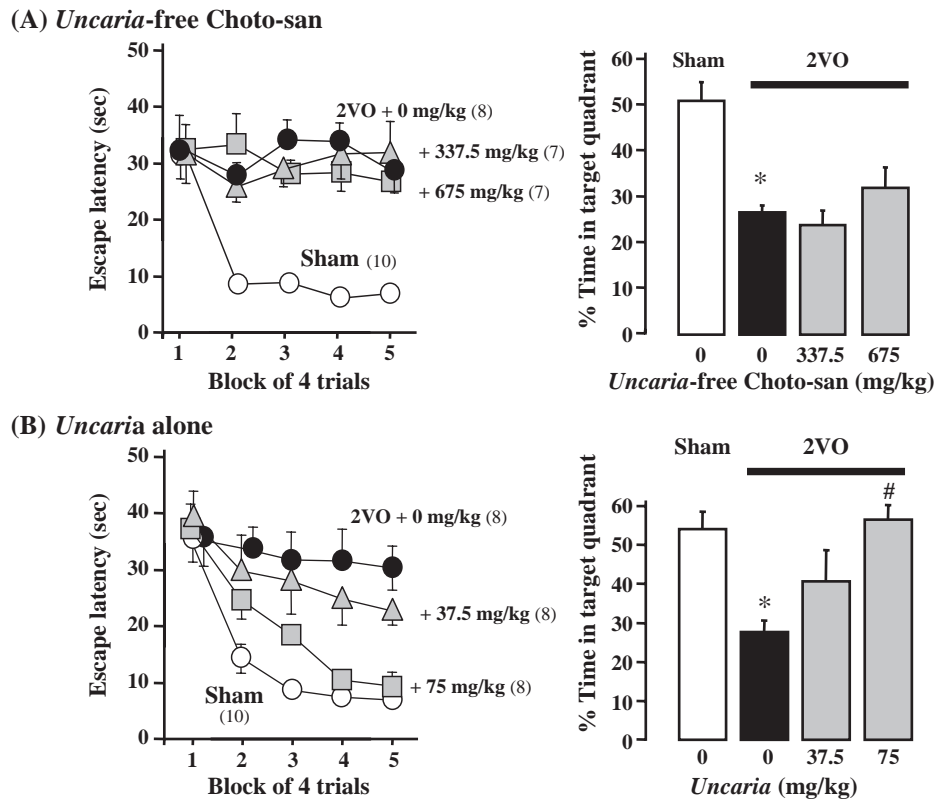 (A) Uncaria-free Choto-san
50
40
30
20
10
0
Escape latency (sec)
2VO + 0 mg/kg (8)
+ 337.5 mg/kg (7)
+ 675 mg/kg (7)
Sham (10)
1 2 3 4 5
Block of 4 trials
60
50
40
30
20
10
0
% Time in target quadrant
Sham 2VO
*
0 0 337.5 675
Uncaria-free Choto-san (mg/kg)
(B) Uncaria alone
50
40
30
20
10
0
Escape latency (sec)
2VO + 0 mg/kg (8)
+ 37.5 mg/kg (8)
+ 75 mg/kg (8)
Sham
(10)
1 2 3 4 5
Block of 4 trials
60
50
40
30
20
10
0
% Time in target quadrant
Sham 2VO
#
*
0 0 37.5 75
Uncaria (mg/kg)